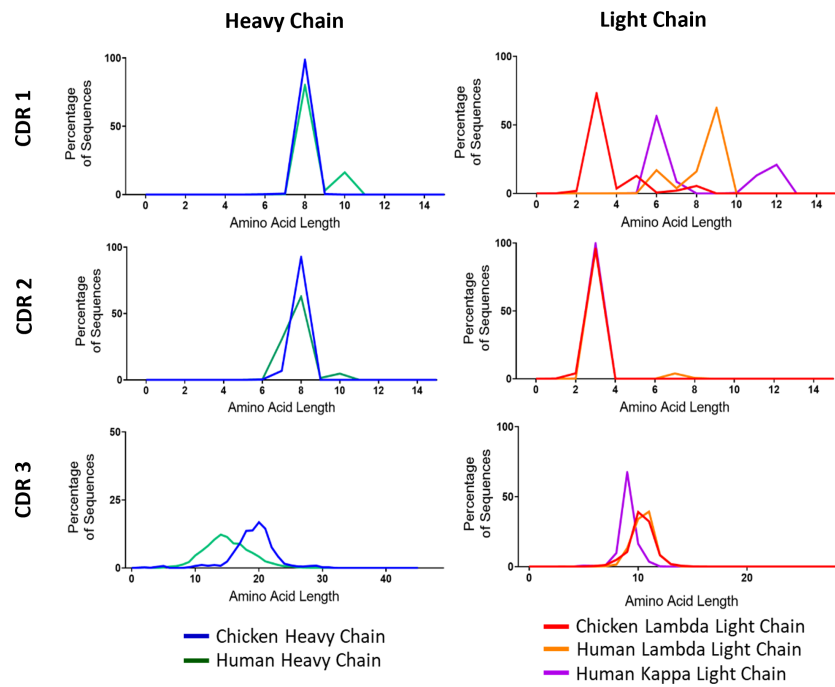 Heavy Chain
Light Chain
CDR 1
Percentage
of Sequences
100
50
0
0 2 4 6 8 10 12 14
Amino Acid Length
Percentage
of Sequences
100
50
0
0 2 4 6 8 10 12 14
Amino Acid Length
CDR 2
Percentage
of Sequences
100
50
0
0 2 4 6 8 10 12 14
Amino Acid Length
Percentage
of Sequences
100
50
0
0 2 4 6 8 10 12 14
Amino Acid Length
CDR 3
Percentage
of Sequences
50
25
0
0 10 20 30 40
Amino Acid Length
Percentage
of Sequences
100
50
0
0 10 20
Amino Acid Length
Chicken Heavy Chain
Human Heavy Chain
Chicken Lambda Light Chain
Human Lambda Light Chain
Human Kappa Light Chain